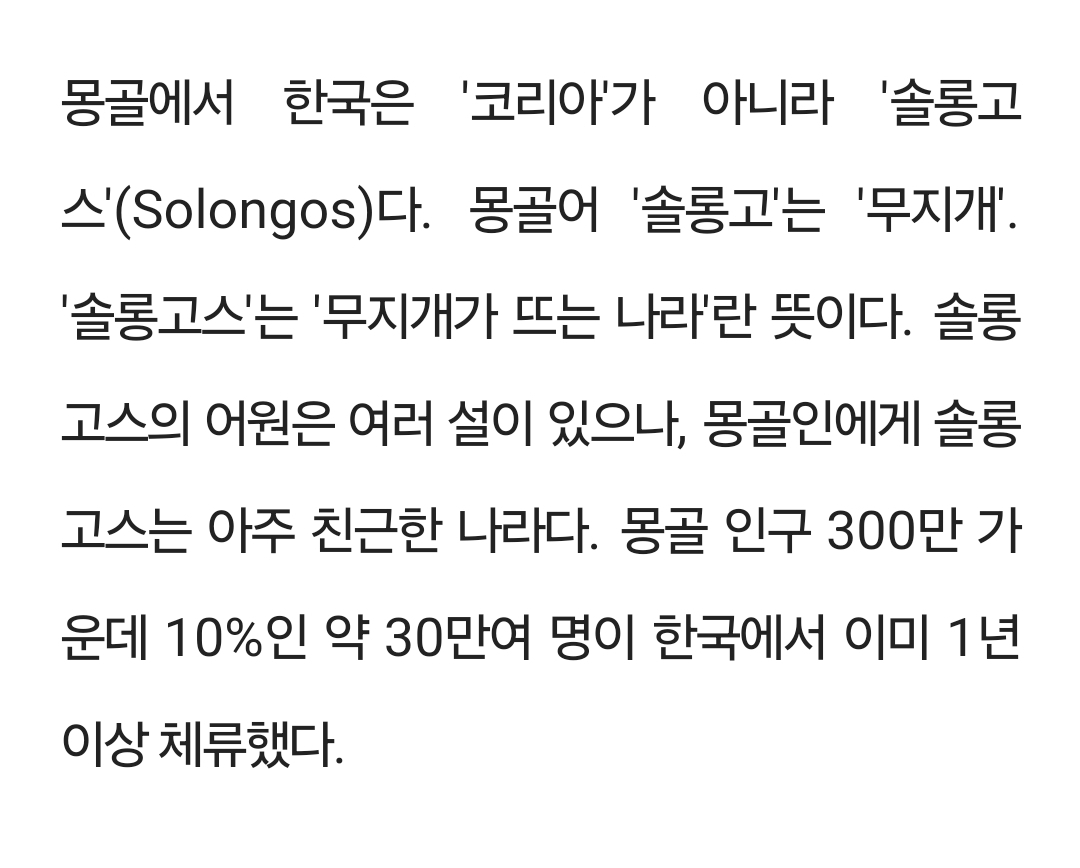 몽골에서 한국은 '코리아'가 아니라 '솔롱고
스'(Solongos)다. 몽골어 '솔롱고'는 '무지개'.
'솔롱고스'는 '무지개가 뜨는 나라'란 뜻이다. 솔롱
고스의 어원은 여러 설이 있으나, 몽골인에게 솔롱
고스는 아주 친근한 나라다. 몽골 인구 300만 가
운데 10%인 약 30만여 명이 한국에서 이미 1년
이상 체류했다.